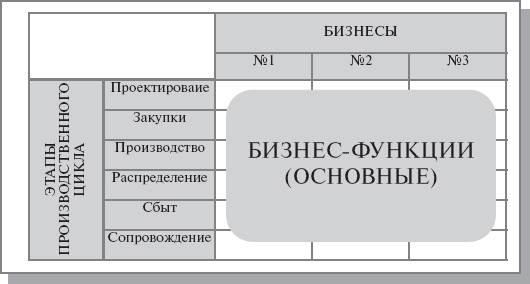 БИЗНЕСЫ
№1 №2 №3
ЭТАПЫ
ПРОИЗВОДСТВЕННОГО
ЦИКЛА
Проектироваие
Закупки
Производство
Распределение
Сбыт
Сопровождение
БИЗНЕС-ФУНКЦИИ
(ОСНОВНЫЕ)